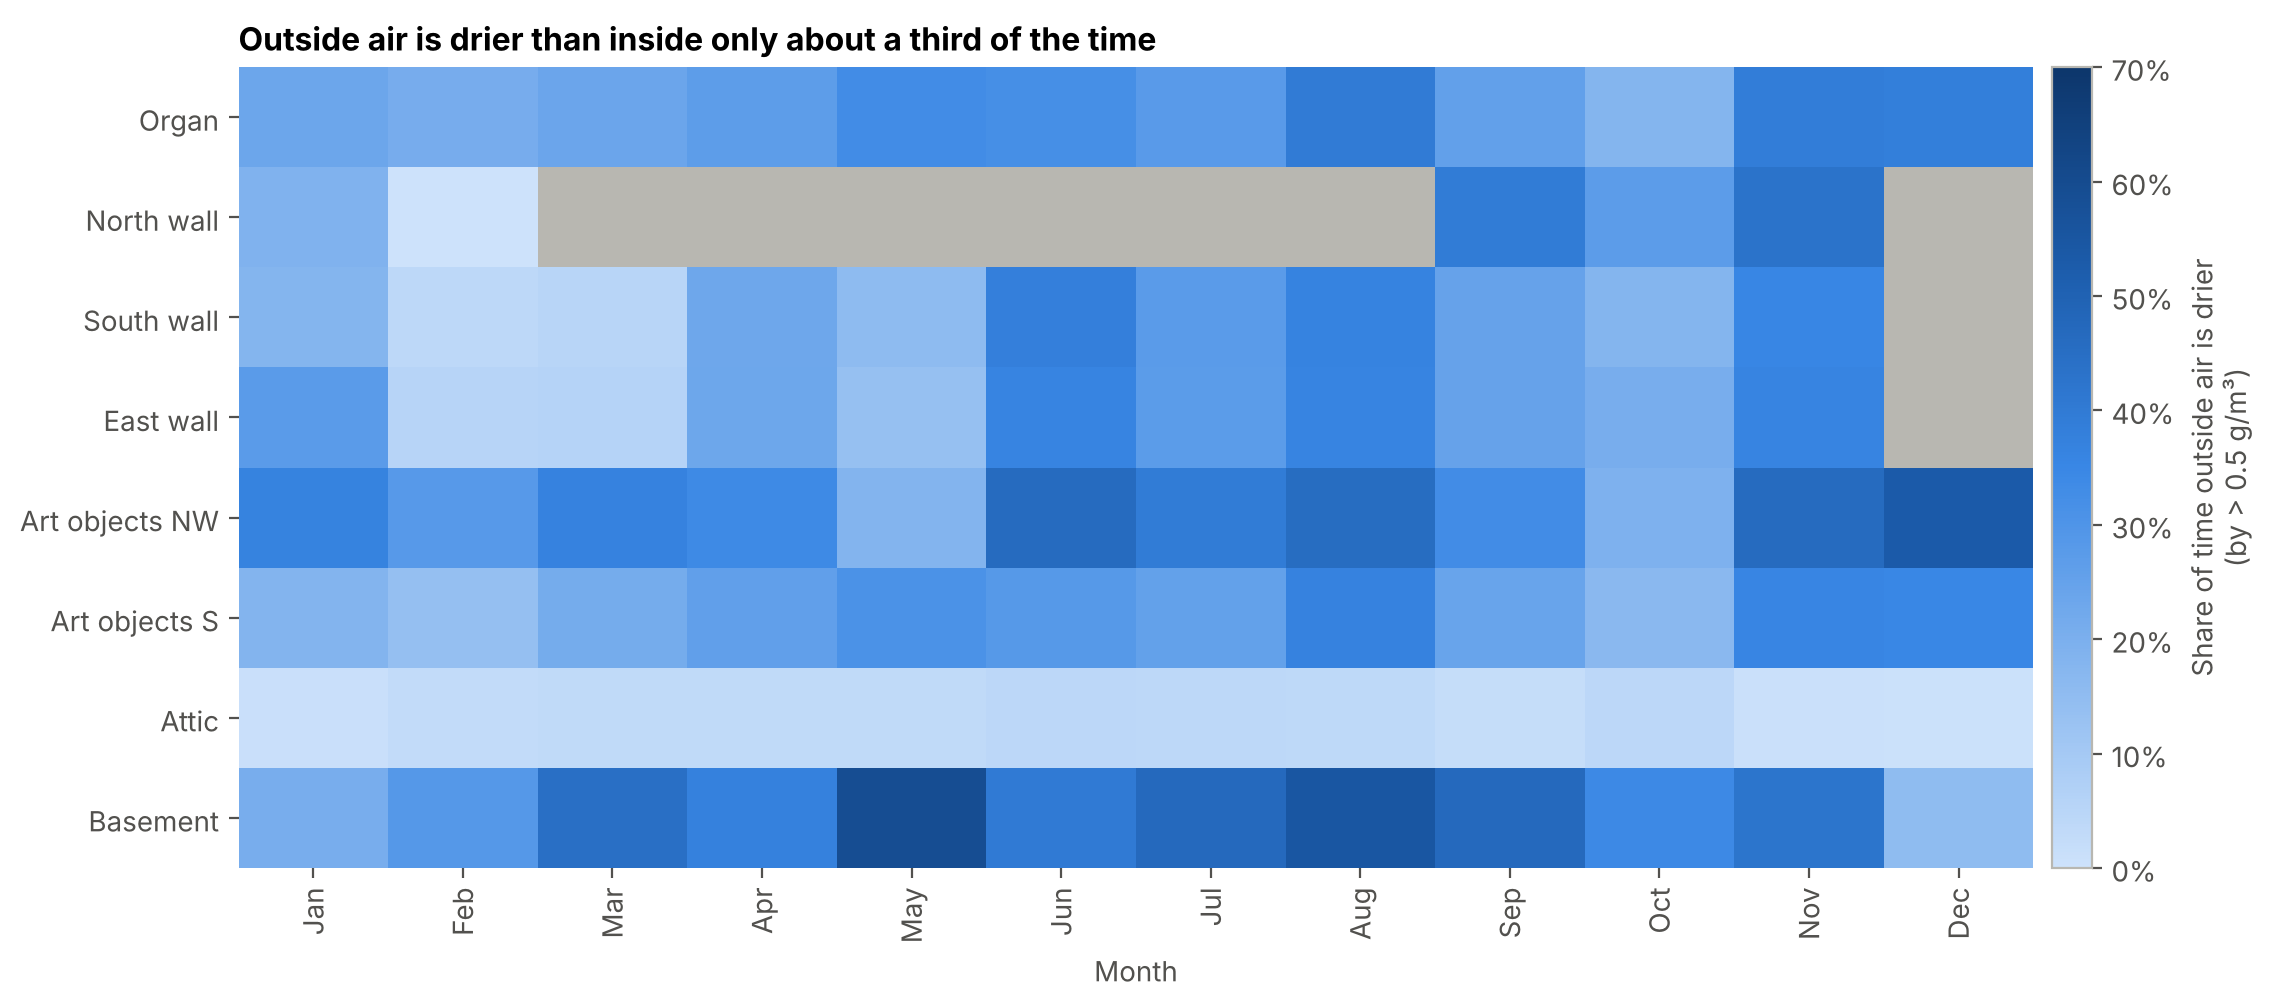 Outside air is drier than inside only about a third of the time
Organ
North wall
South wall
East wall
Art objects NW
Art objects S
Attic
Basement
Jan
Feb
Mar
Apr
May
Jun
Jul
Aug
Sep
Oct
Nov
Dec
Month
70%
60%
50%
40%
30%
20%
10%
0%
Share of time outside air is drier
(by > 0.5 g/m³)